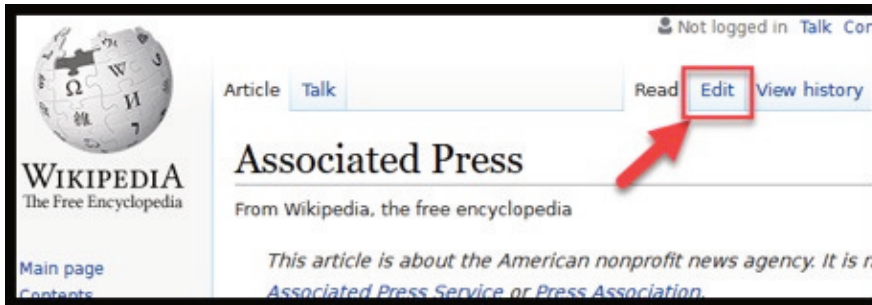 Not logged in Talk
Article Talk Read Edit View history
Associated Press
WIKIPEDIA
The Free Encyclopedia
From Wikipedia, the free encyclopedia
This article is about the American nonprofit news agency. It is
Main page
Associated Press Service or Press Association.
Contents